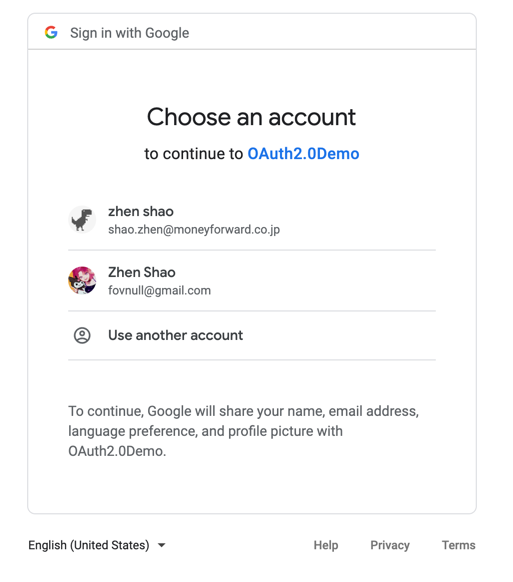 Sign in with Google
Choose an account
to continue to OAuth2.0Demo
zhen shao
shao.zhen@moneyforward.co.jp
Zhen Shao
fovnull@gmail.com
Use another account
To continue, Google will share your name, email address,
language preference, and profile picture with
OAuth2.0Demo.
English (United States) Help Privacy Terms